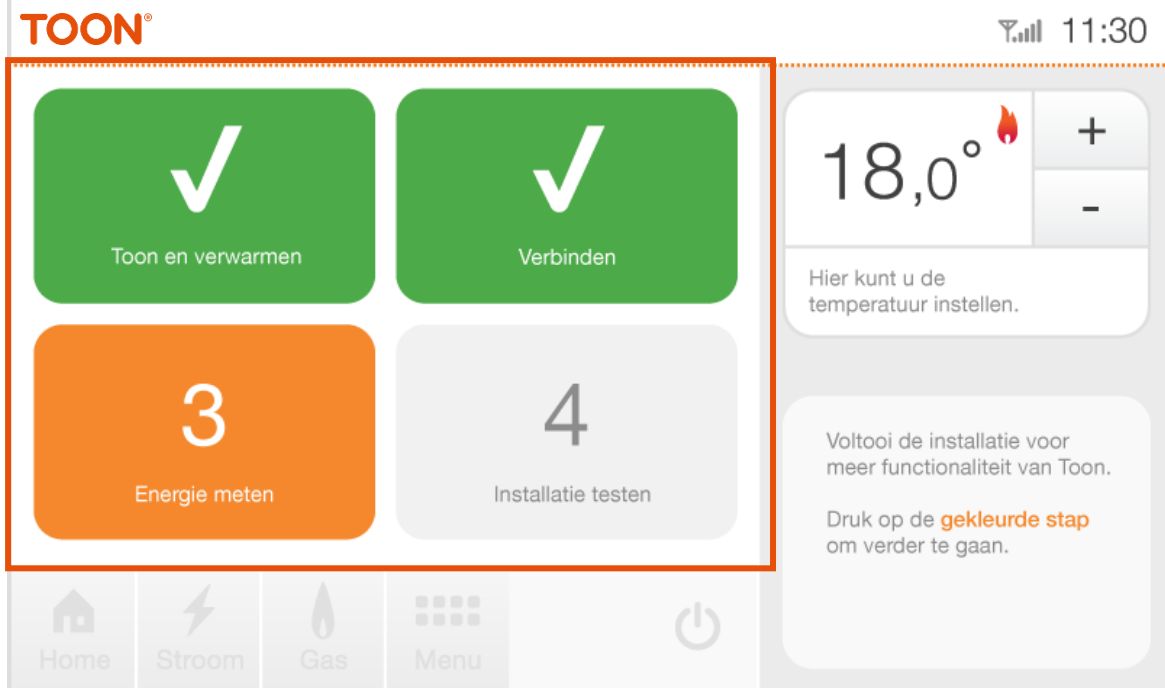 TOON®
11:30
Toon en verwarmen
Verbinden
3
Energie meten
4
Installatie testen
18,0°
+
-
Hier kunt u de
temperatuur instellen.
Voltooi de installatie voor
meer functionaliteit van Toon.
Druk op de gekleurde stap
om verder te gaan.
Home
Stroom
Gas
Menu